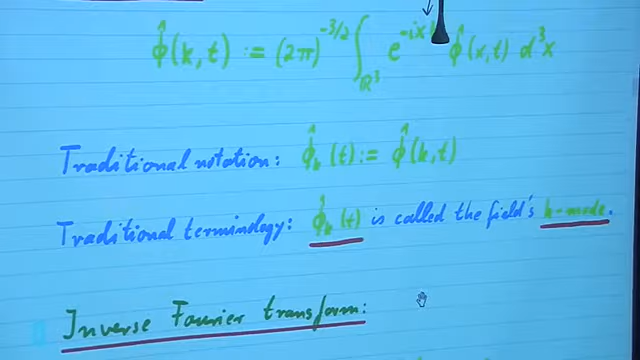 φ̂(k,t) := (2π)^{-3/2} ∫_{ℝ³} e^{-ix} φ̂(x,t) d³x
Traditional notation: φ̂_k(t) := φ̂(k,t)
Traditional terminology: φ̂_k(t) is called the field's k-mode.
Inverse Fourier transform: